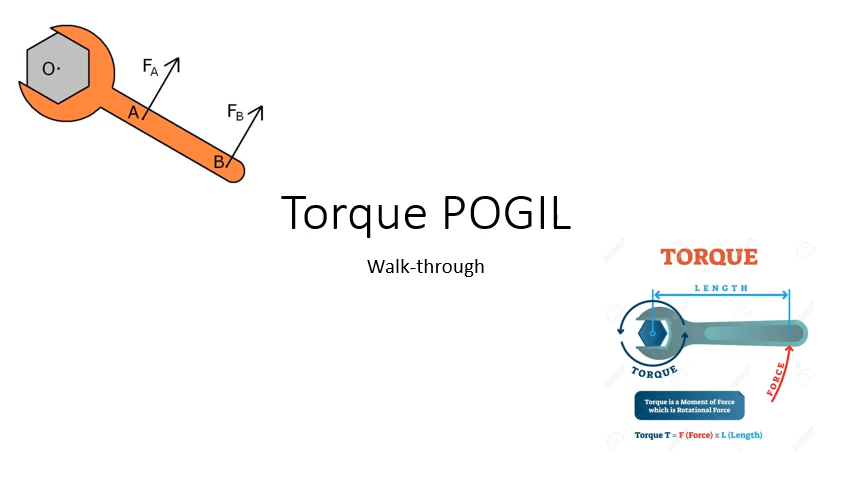 O·
F_A
A
F_B
B
Torque POGIL
Walk-through
TORQUE
LENGTH
TORQUE
FORCE
Torque is a Moment of Force
which is Rotational Force
Torque T = F (Force) x L (Length)